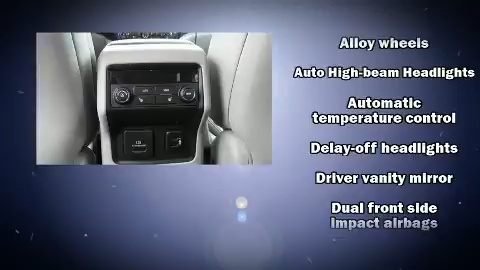 Alloy wheels
Auto High-beam Headlights
Automatic
temperature control
Delay-off headlights
Driver vanity mirror
Dual front side
impact airbags